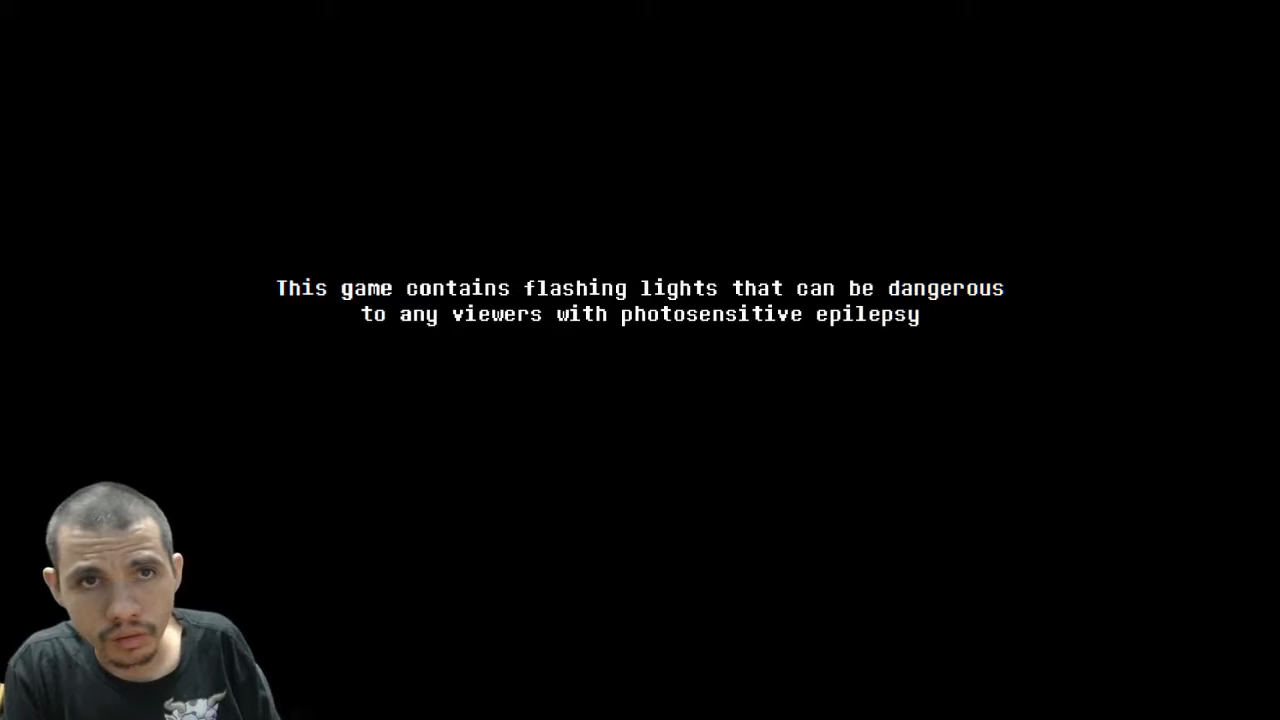 This game contains flashing lights that can be dangerous
to any viewers with photosensitive epilepsy